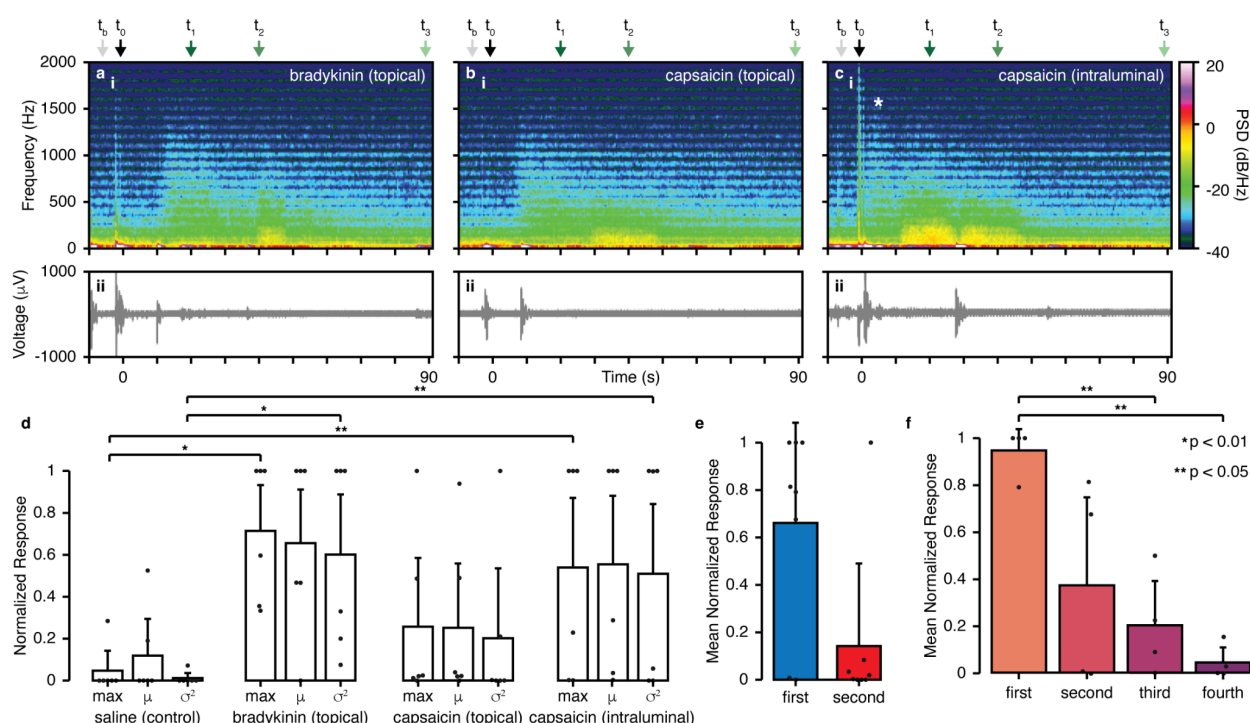 tb t0 t1 t2 t3 tb t0 t1 t2 t3 tb t0 t1 t2 t3
2000 a i bradykinin (topical) b i capsaicin (topical) c i capsaicin (intraluminal) 20
1500 *
Frequency (Hz) 1000 0 PSD (dB/Hz)
500 -20
0 -40
1000 ii ii ii
Voltage (µV)
-1000
0 90 0 Time (s) 90 0 90
d ** e f **
* **
** *p < 0.01
* **p < 0.05
1 1 1
0.8 0.8 0.8
0.6 0.6 0.6
0.4 0.4 0.4
0.2 0.2 0.2
0 0 0
Normalized Response Mean Normalized Response Mean Normalized Response
max µ σ² max µ σ² max µ σ² max µ σ² first second first second third fourth
saline (control) bradykinin (topical) capsaicin (topical) capsaicin (intraluminal)